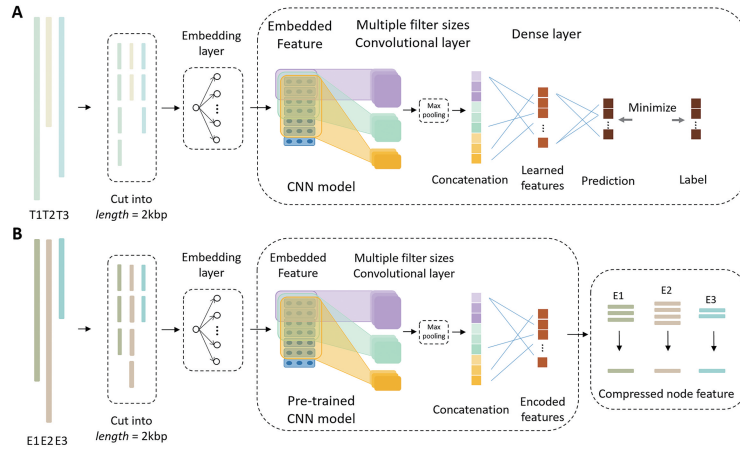 A
T1T2T3
Cut into
length = 2kbp
Embedding
layer
Embedded
Feature
Multiple filter sizes
Convolutional layer
Dense layer
CNN model
Max
pooling
Concatenation
Learned
features
Prediction
Minimize
Label
B
E1E2E3
Cut into
length = 2kbp
Embedding
layer
Embedded
Feature
Multiple filter sizes
Convolutional layer
Pre-trained
CNN model
Max
pooling
Concatenation
Encoded
features
E1
E2
E3
Compressed node feature